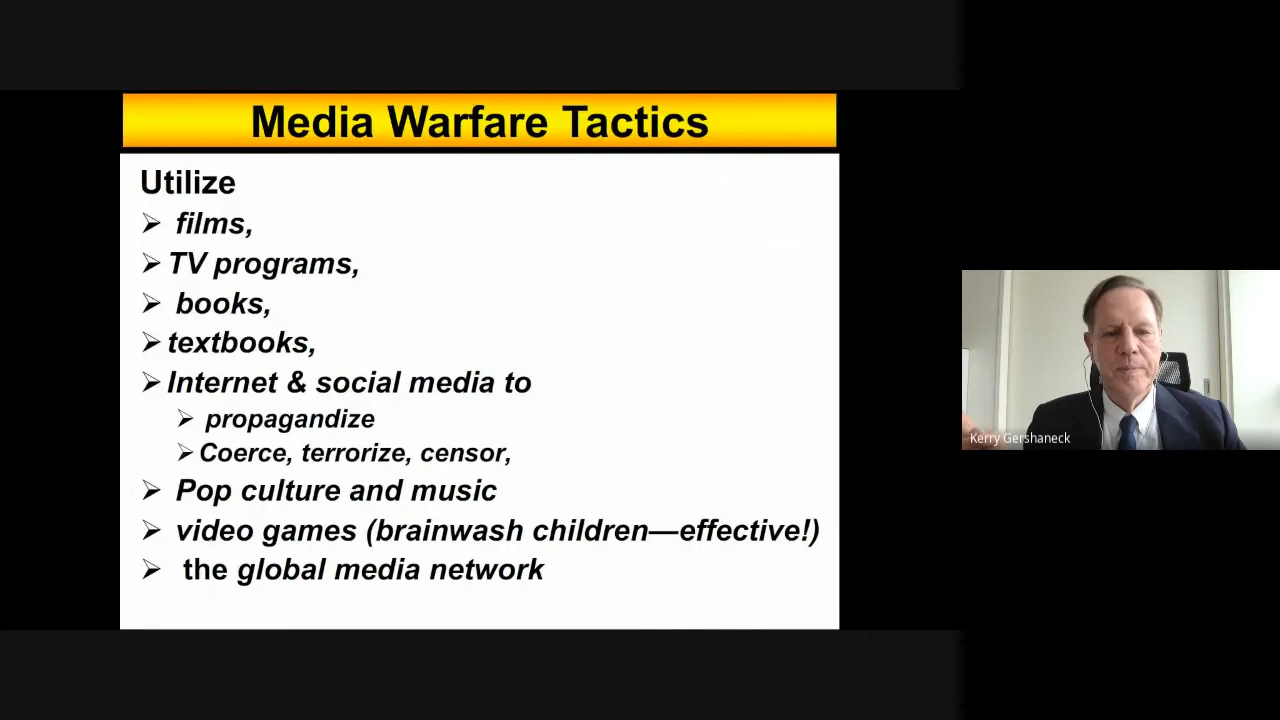 Media Warfare Tactics
Utilize
➢ films,
➢ TV programs,
➢ books,
➢ textbooks,
➢ Internet & social media to
➢ propagandize
➢ Coerce, terrorize, censor,
➢ Pop culture and music
➢ video games (brainwash children—effective!)
➢ the global media network
Kerry Gershaneck